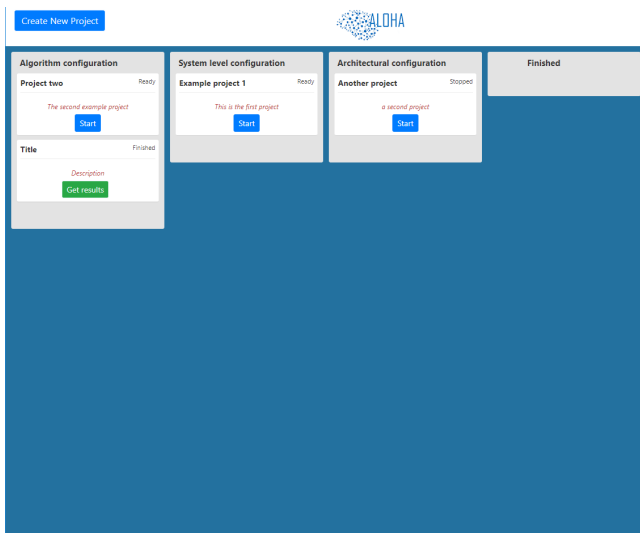 Create New Project
ALOHA
Algorithm configuration
Project two Ready
The second example project
Start
Title Finished
Description
Get results
System level configuration
Example project 1 Ready
This is the first project
Start
Architectural configuration
Another project Stopped
a second project
Start
Finished